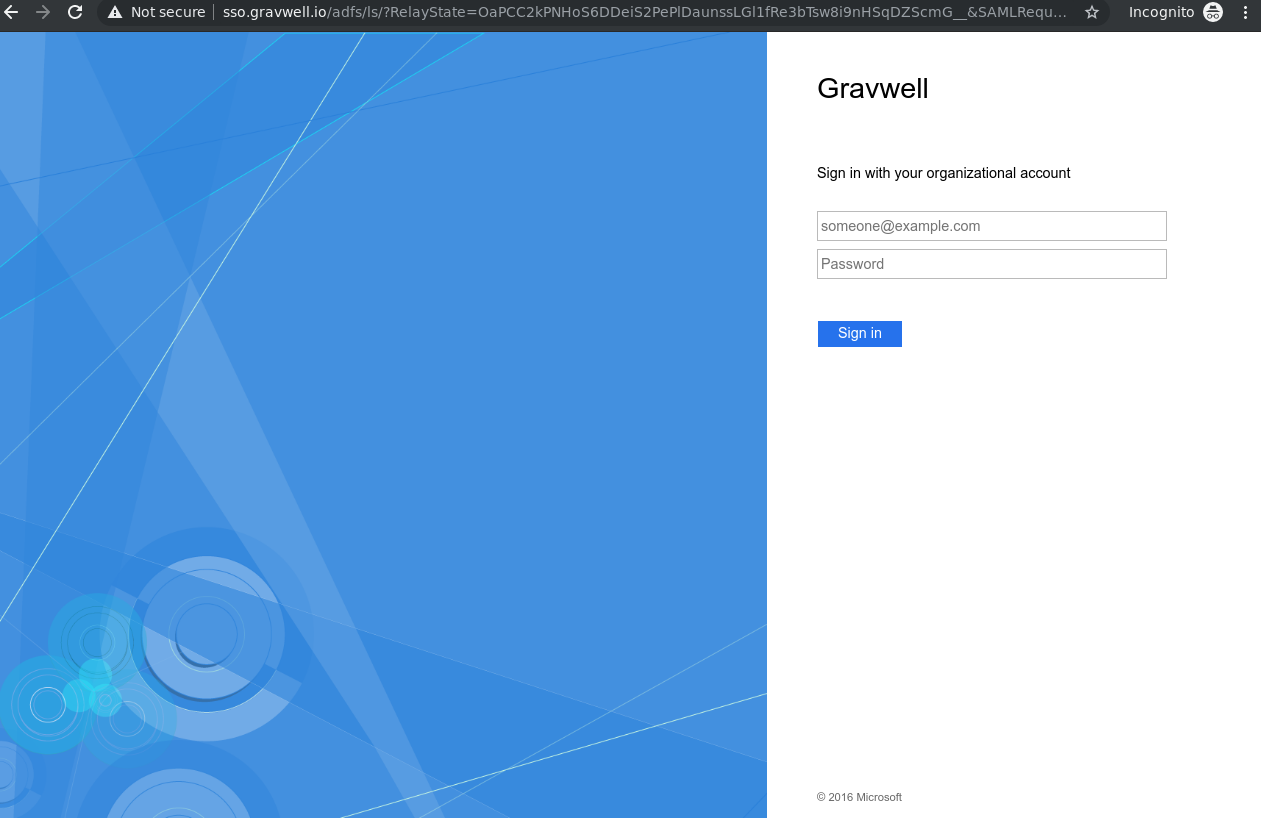 Not secure sso.gravwell.io/adfs/ls/?RelayState=OaPCC2kPNHoS6DDeiS2PePlDaunssLGl1fRe3bTsw8i9nHSqDZScmG__&SAMLRequ... Incognito
Gravwell
Sign in with your organizational account
someone@example.com
Password
Sign in
© 2016 Microsoft